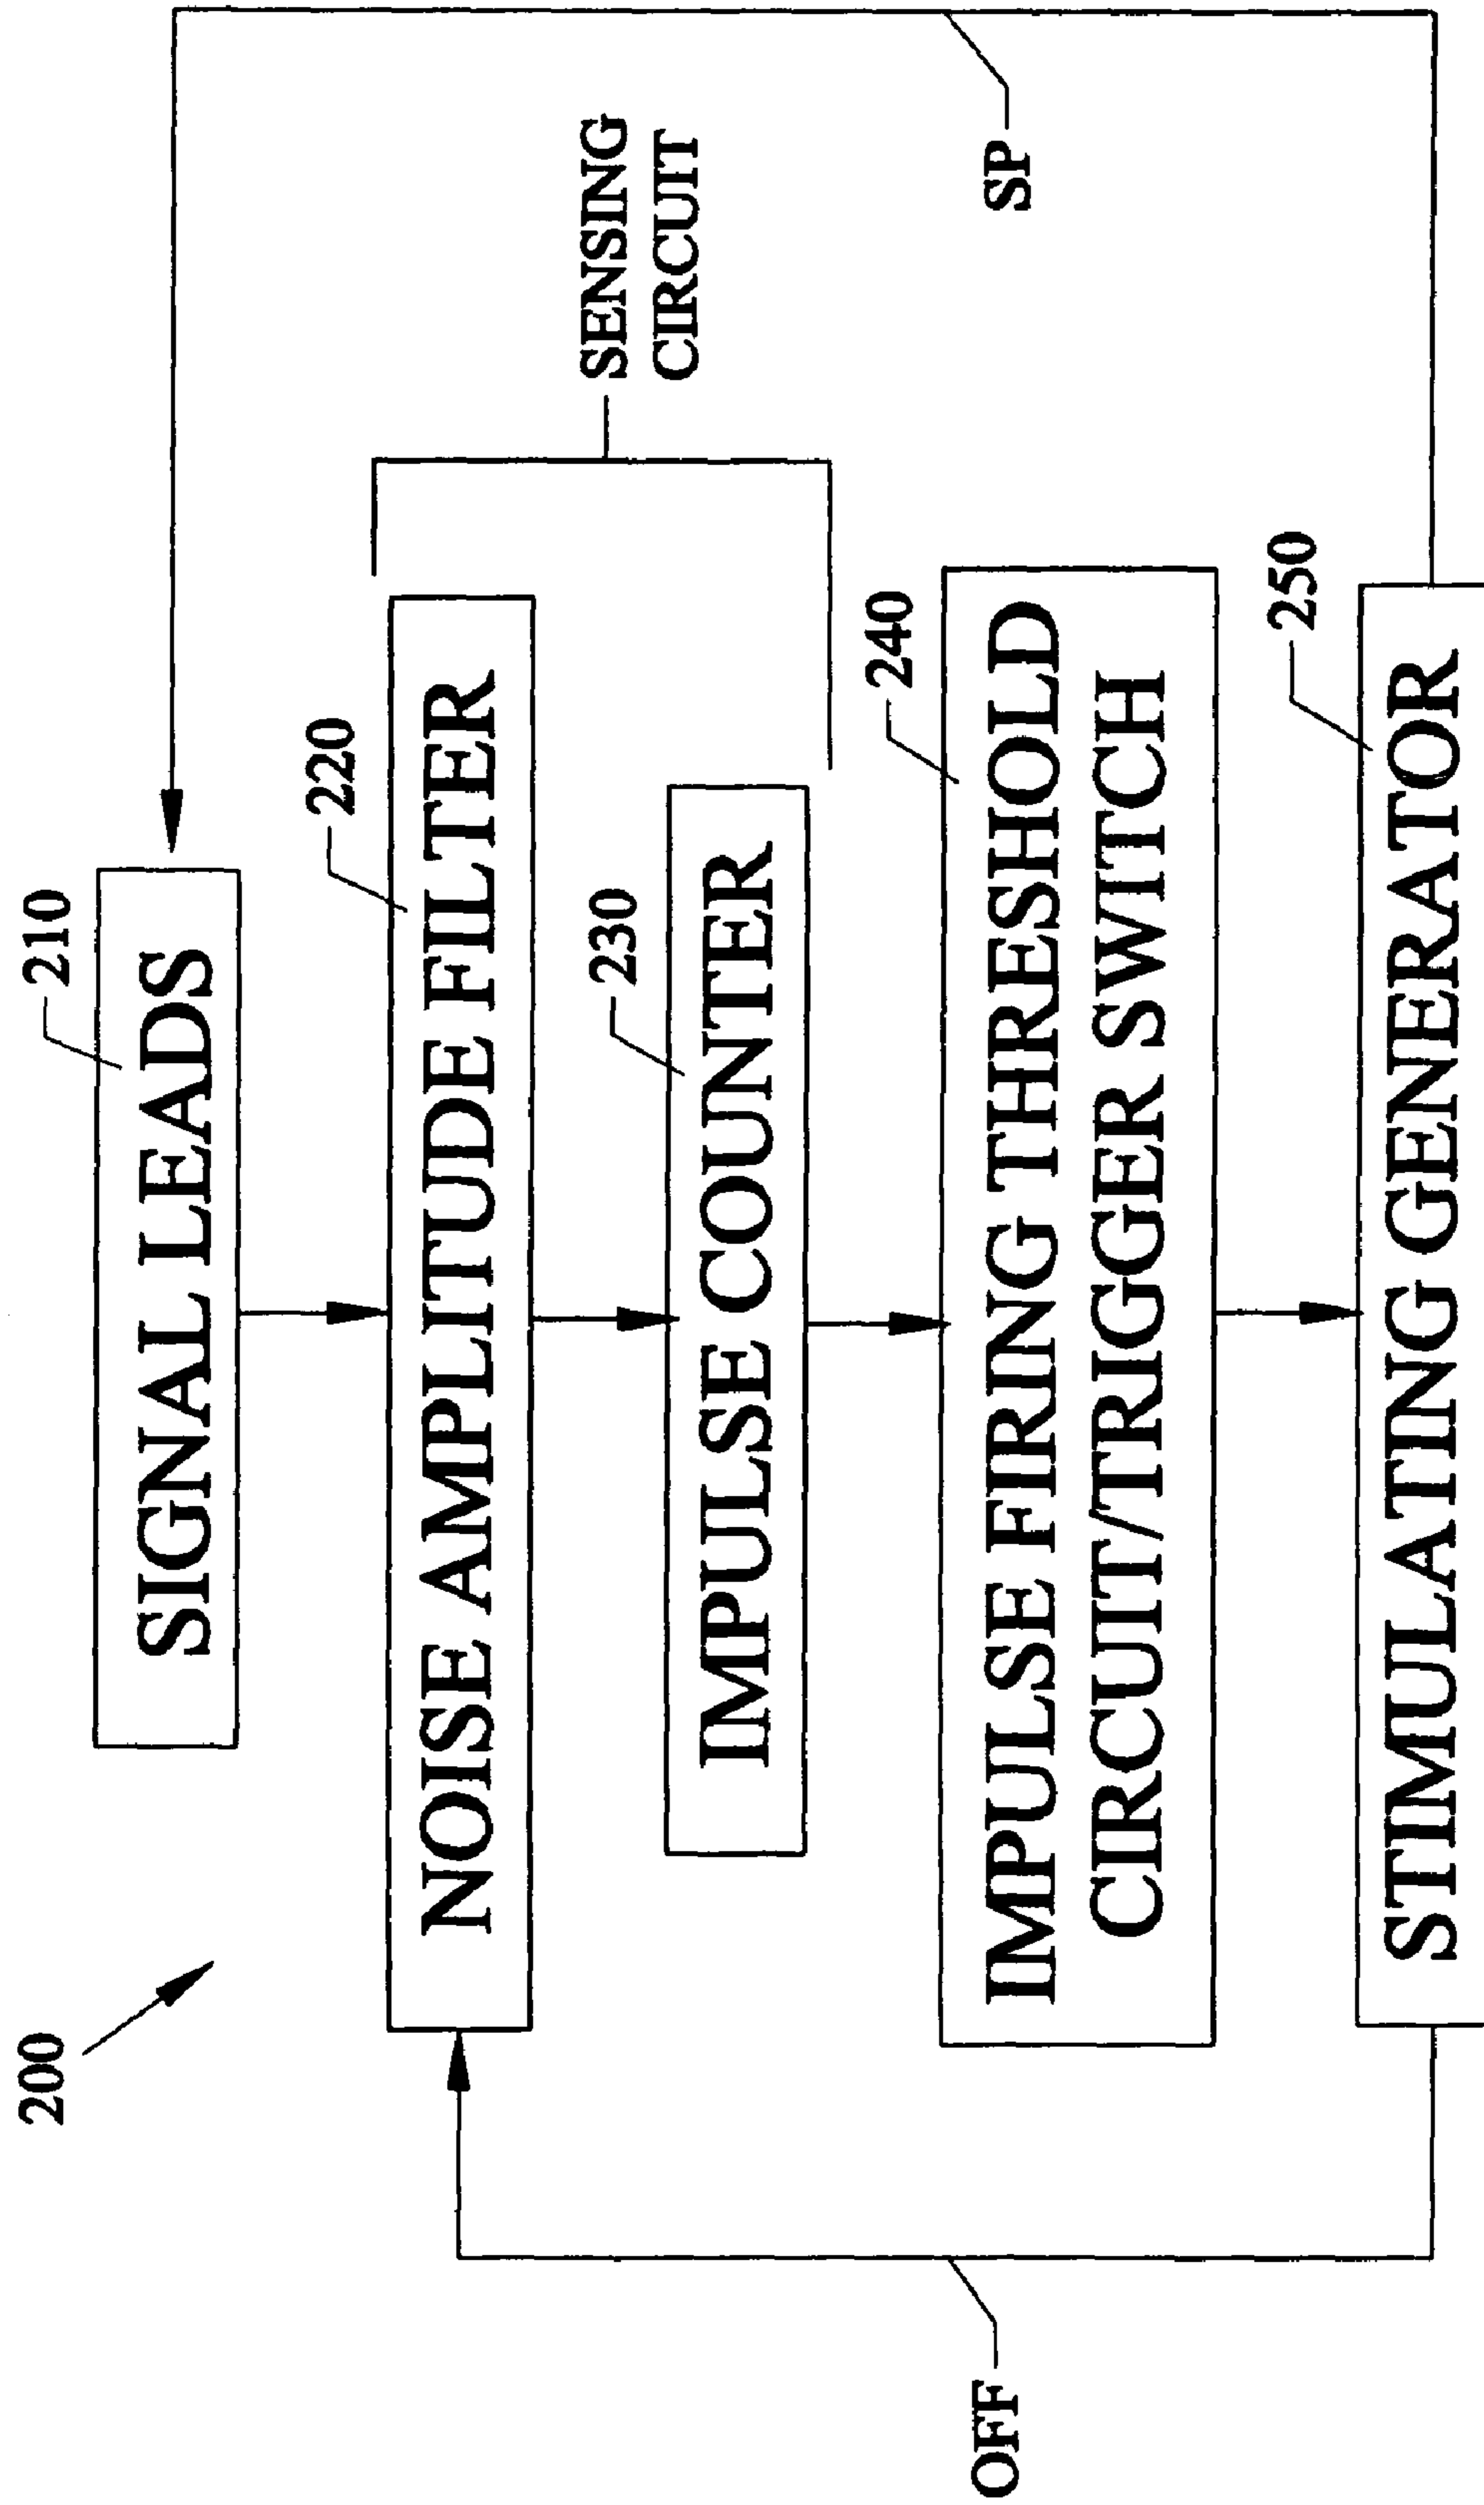 200
210
SIGNAL LEADS
220
NOISE AMPLITUDE FILTER
SENSING
CIRCUIT
230
IMPULSE COUNTER
240
IMPULSE FIRING THRESHOLD
CIRCUIT/TRIGGER SWITCH
OFF
SP
250
STIMULATING GENERATOR